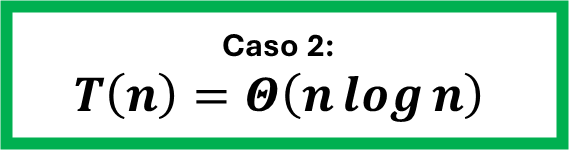 Caso 2:
T(n) = Θ(n log n)